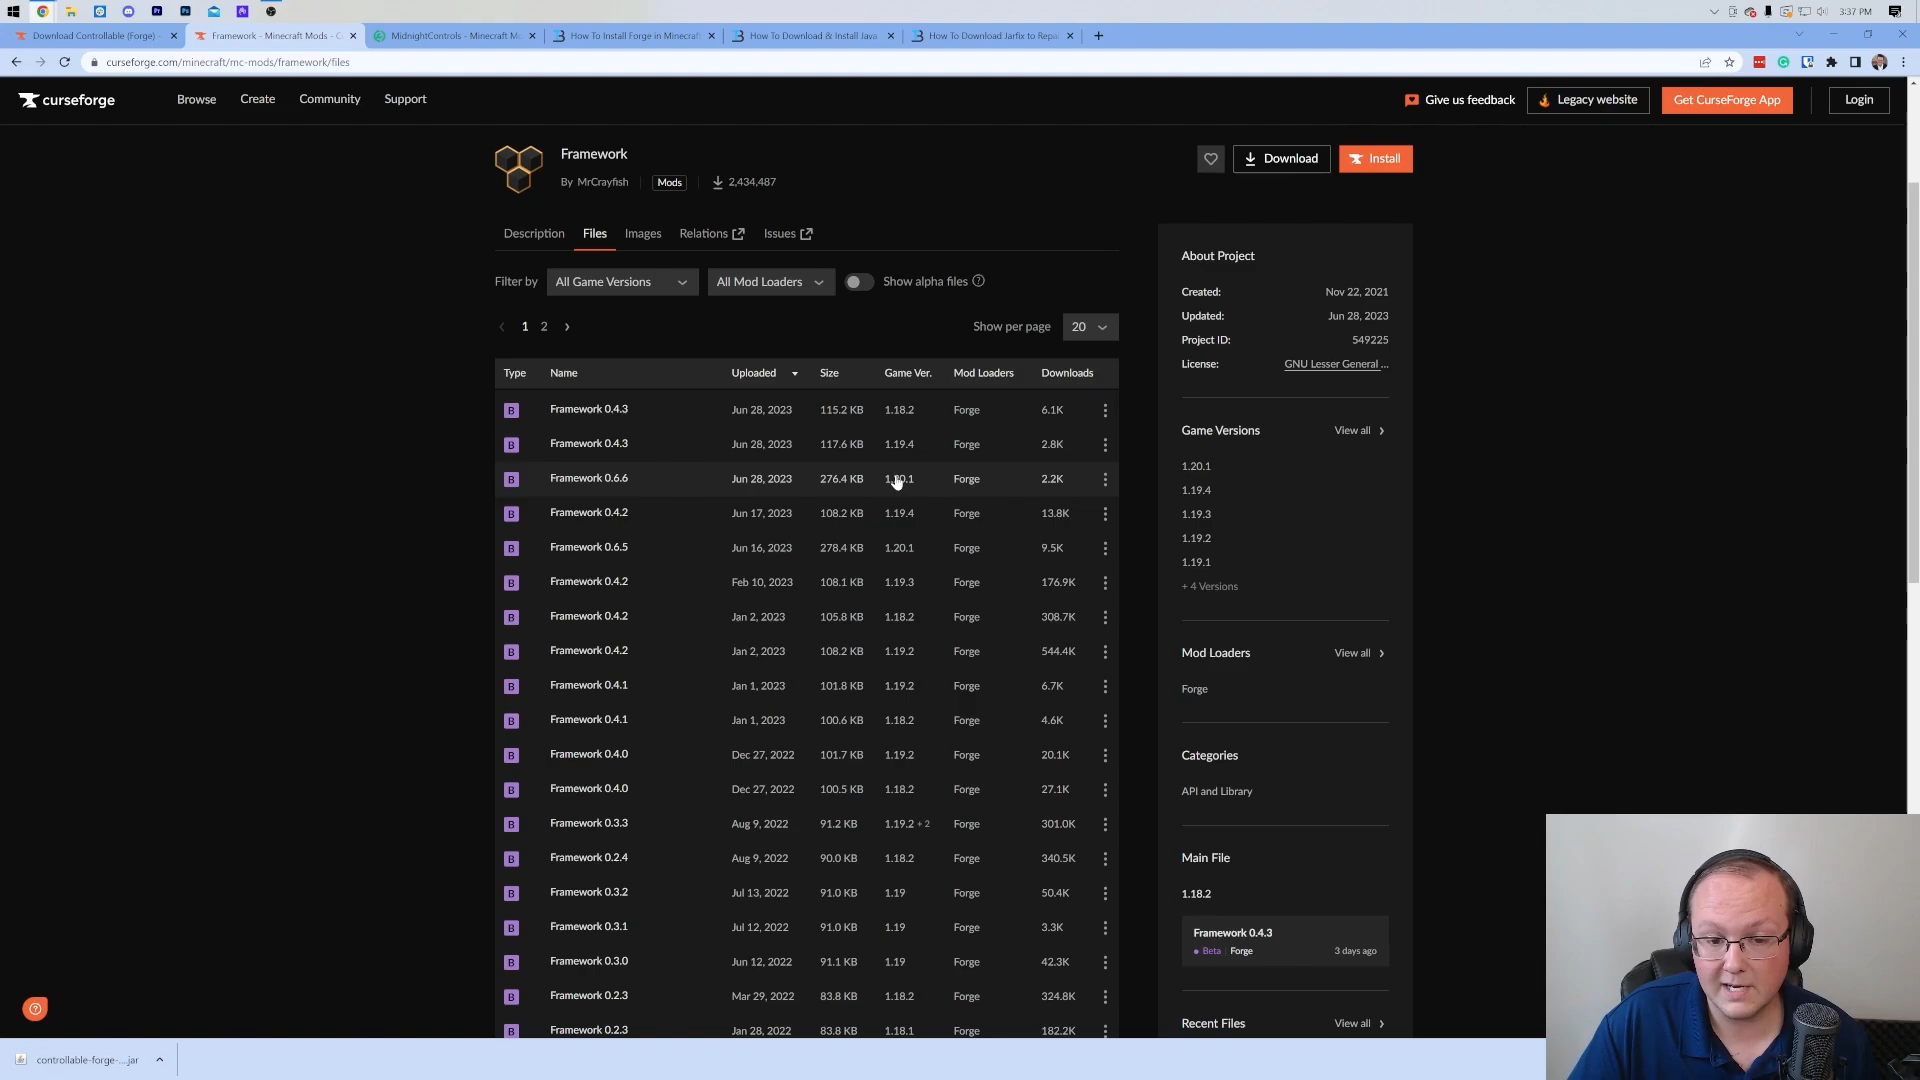 3:37 PM
Download Controllable (Forge) -
Framework - Minecraft Mods - C
MidnightControls - Minecraft M
How To Install Forge in Minecraft
How To Download & Install Java
How To Download Jarfix to Repa
curseforge.com/minecraft/mc-mods/framework/files
curseforge
Browse
Create
Community
Support
Give us feedback
Legacy website
Get CurseForge App
Login
Framework
By MrCrayfish
Mods
2,434,487
Download
Install
Description
Files
Images
Relations
Issues
Filter by
All Game Versions
All Mod Loaders
Show alpha files
1 2
Show per page
20
Type Name Uploaded Size Game Ver. Mod Loaders Downloads
B Framework 0.4.3 Jun 28, 2023 115.2 KB 1.18.2 Forge 6.1K
B Framework 0.4.3 Jun 28, 2023 117.6 KB 1.19.4 Forge 2.8K
B Framework 0.6.6 Jun 28, 2023 276.4 KB 1.20.1 Forge 2.2K
B Framework 0.4.2 Jun 17, 2023 108.2 KB 1.19.4 Forge 13.8K
B Framework 0.6.5 Jun 16, 2023 278.4 KB 1.20.1 Forge 9.5K
B Framework 0.4.2 Feb 10, 2023 108.1 KB 1.19.3 Forge 176.9K
B Framework 0.4.2 Jan 2, 2023 105.8 KB 1.18.2 Forge 308.7K
B Framework 0.4.2 Jan 2, 2023 108.2 KB 1.19.2 Forge 544.4K
B Framework 0.4.1 Jan 1, 2023 101.8 KB 1.19.2 Forge 6.7K
B Framework 0.4.1 Jan 1, 2023 100.6 KB 1.18.2 Forge 4.6K
B Framework 0.4.0 Dec 27, 2022 101.7 KB 1.19.2 Forge 20.1K
B Framework 0.4.0 Dec 27, 2022 100.5 KB 1.18.2 Forge 27.1K
B Framework 0.3.3 Aug 9, 2022 91.2 KB 1.19.2 + 2 Forge 301.0K
B Framework 0.2.4 Aug 9, 2022 90.0 KB 1.18.2 Forge 340.5K
B Framework 0.3.2 Jul 13, 2022 91.0 KB 1.19 Forge 50.4K
B Framework 0.3.1 Jul 12, 2022 91.0 KB 1.19 Forge 3.3K
B Framework 0.3.0 Jun 12, 2022 91.1 KB 1.19 Forge 42.3K
B Framework 0.2.3 Mar 29, 2022 83.8 KB 1.18.2 Forge 324.8K
B Framework 0.2.3 Jan 28, 2022 83.8 KB 1.18.1 Forge 182.2K
About Project
Created: Nov 22, 2021
Updated: Jun 28, 2023
Project ID: 549225
License: GNU Lesser General ...
Game Versions View all
1.20.1
1.19.4
1.19.3
1.19.2
1.19.1
+ 4 Versions
Mod Loaders View all
Forge
Categories
API and Library
Main File
1.18.2
Framework 0.4.3
Beta Forge 3 days ago
Recent Files View all
controllable-forge-....jar